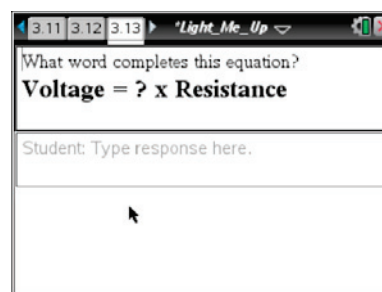 3.11 3.12 3.13 *Light_Me_Up
What word completes this equation?
Voltage = ? x Resistance
Student: Type response here.